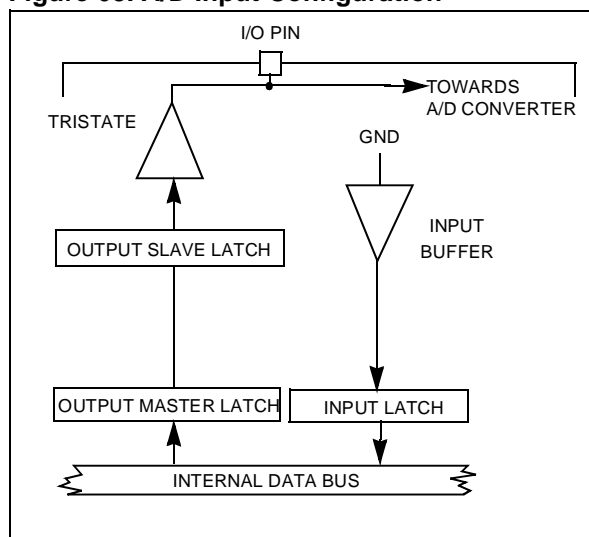 I/O PIN
TOWARDS
A/D CONVERTER
TRISTATE
GND
INPUT
BUFFER
OUTPUT SLAVE LATCH
OUTPUT MASTER LATCH
INPUT LATCH
INTERNAL DATA BUS